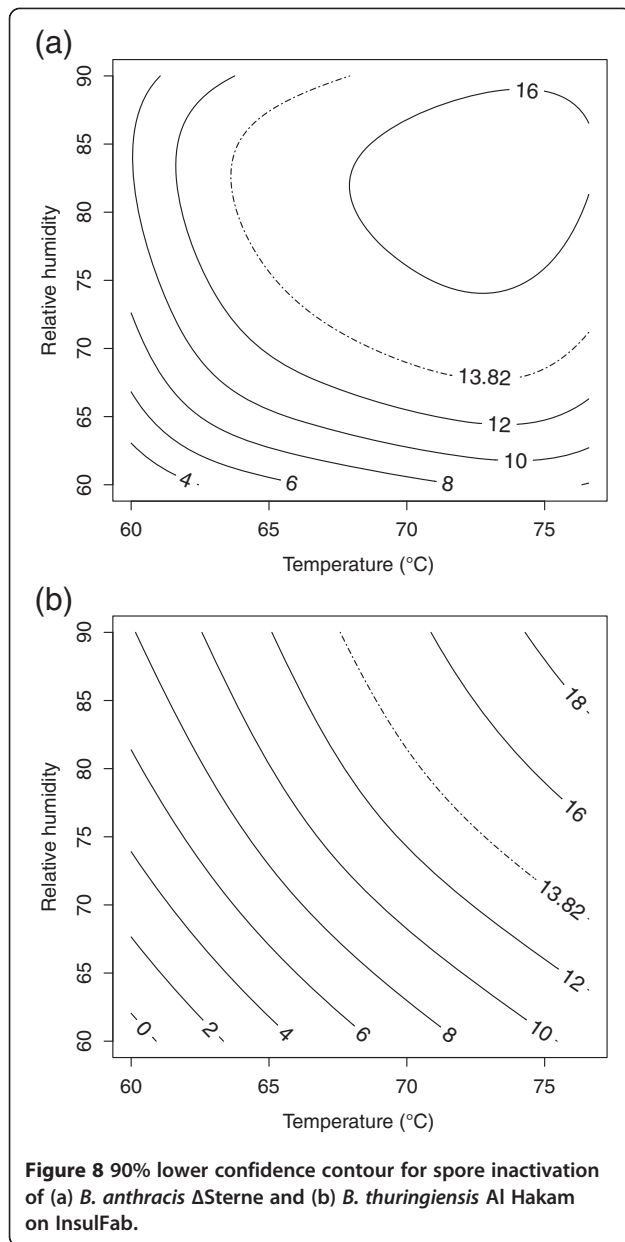 (a)
Relative humidity
90
85
80
75
70
65
60
16
13.82
12
10
8
6
4
60 65 70 75
Temperature (°C)
(b)
Relative humidity
90
85
80
75
70
65
60
18
16
13.82
12
10
8
6
4
2
0
60 65 70 75
Temperature (°C)
Figure 8 90% lower confidence contour for spore inactivation
of (a) B. anthracis ΔSterne and (b) B. thuringiensis Al Hakam
on InsulFab.